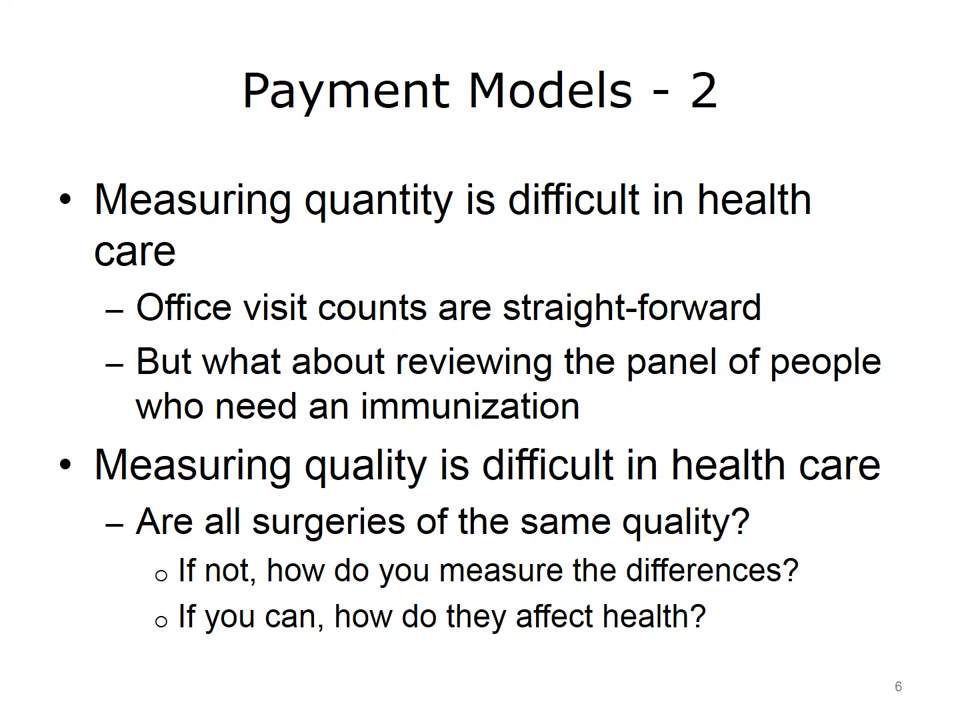 Payment Models - 2
• Measuring quantity is difficult in health
care
– Office visit counts are straight-forward
– But what about reviewing the panel of people
who need an immunization
• Measuring quality is difficult in health care
– Are all surgeries of the same quality?
o If not, how do you measure the differences?
o If you can, how do they affect health?
6